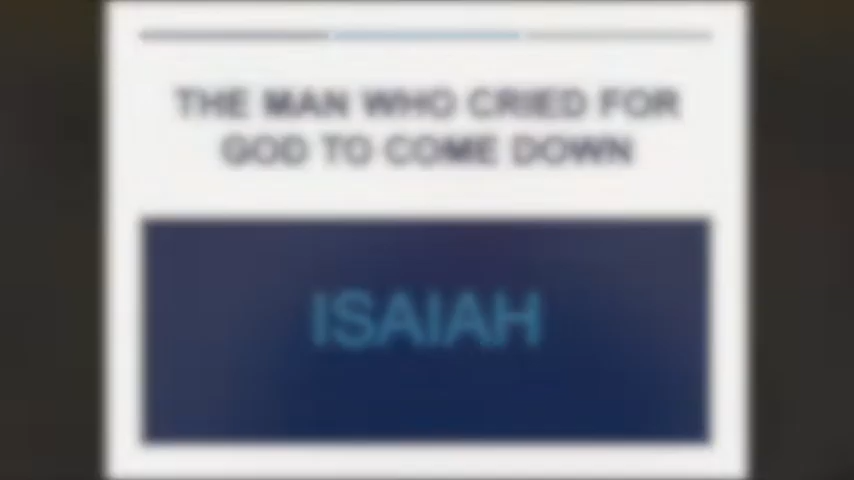 THE MAN WHO CRIED FOR
GOD TO COME DOWN
ISAIAH